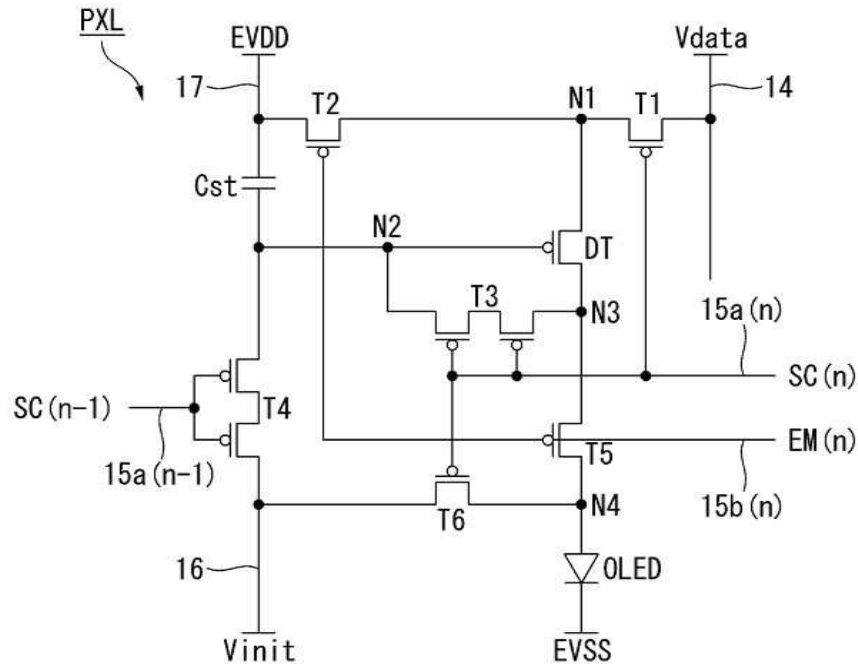 PXL
EVDD
Vdata
17
T2
N1
T1
14
Cst
N2
DT
T3
N3
15a(n)
SC(n-1)
T4
SC(n)
15a(n-1)
T5
EM(n)
T6
N4
15b(n)
16
OLED
Vinit
EVSS